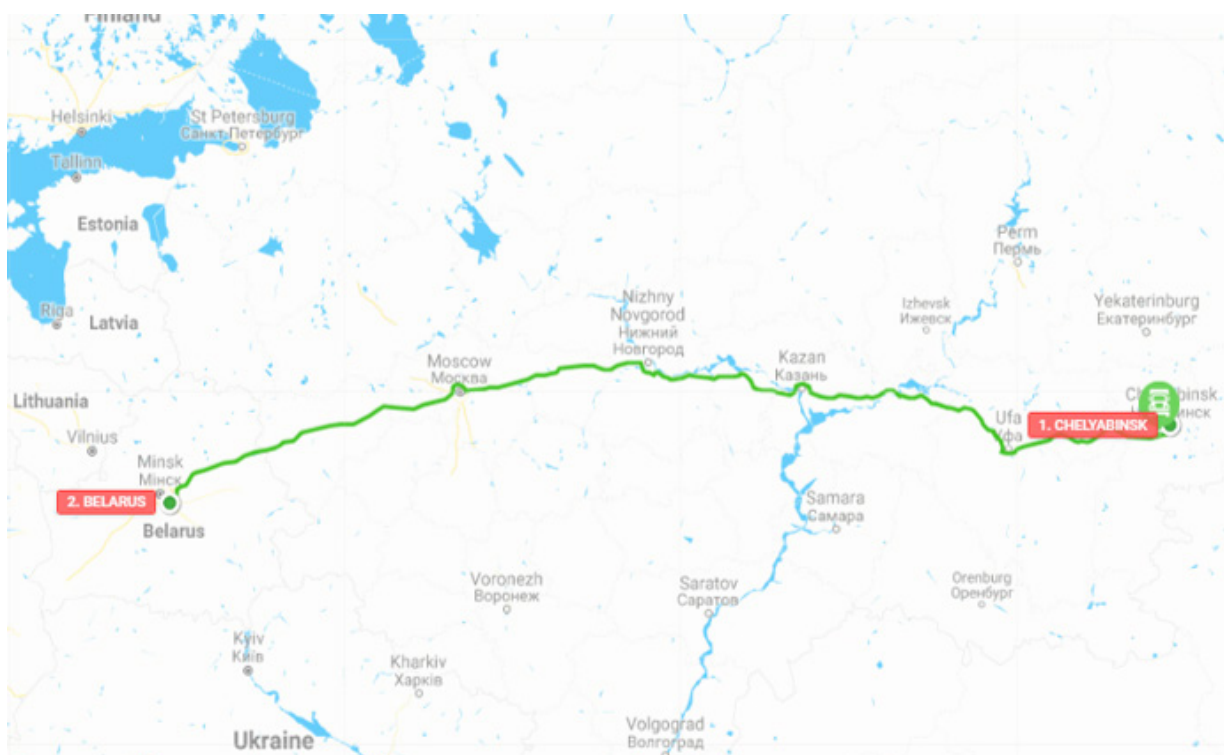 Finland
Helsinki
St Petersburg
Санкт-Петербург
Tallinn
Estonia
Perm
Пермь
Riga
Latvia
Nizhny
Novgorod
Нижний
Новгород
Izhevsk
Ижевск
Yekaterinburg
Екатеринбург
Moscow
Москва
Kazan
Казань
Lithuania
Vilnius
Ufa
Уфа
1. CHELYABINSK
Minsk
Мінск
2. BELARUS
Belarus
Samara
Самара
Voronezh
Воронеж
Saratov
Саратов
Orenburg
Оренбург
Kyiv
Київ
Kharkiv
Харків
Ukraine
Volgograd
Волгоград